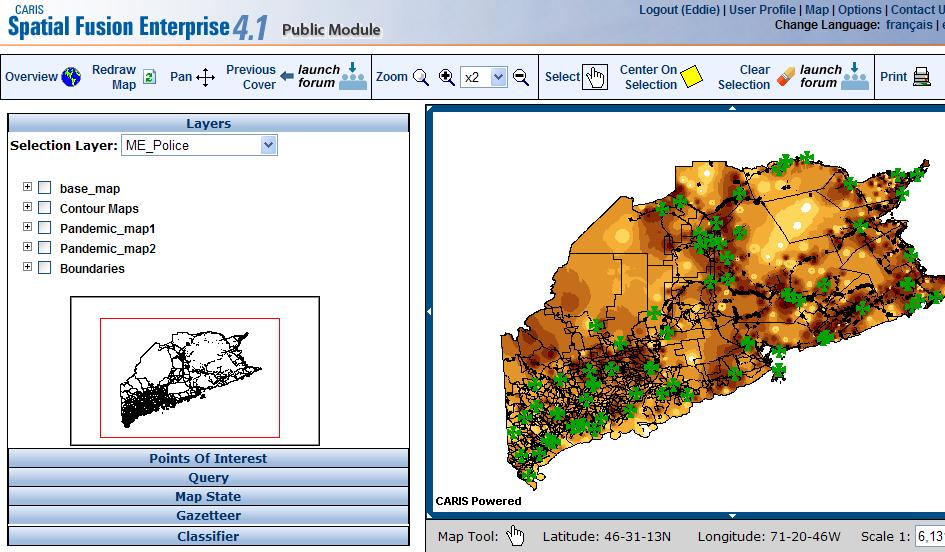 CARIS
Spatial Fusion Enterprise 4.1 Public Module
Logout (Eddie) | User Profile | Map | Options | Contact U
Change Language: français |
Overview Redraw Map Pan Previous Cover launch forum Zoom x2 Select Center On Selection Clear Selection launch forum Print
Layers
Selection Layer: ME_Police
base_map
Contour Maps
Pandemic_map1
Pandemic_map2
Boundaries
Points Of Interest
Query
Map State
Gazetteer
Classifier
CARIS Powered
Map Tool: Latitude: 46-31-13N Longitude: 71-20-46W Scale 1: 6,13